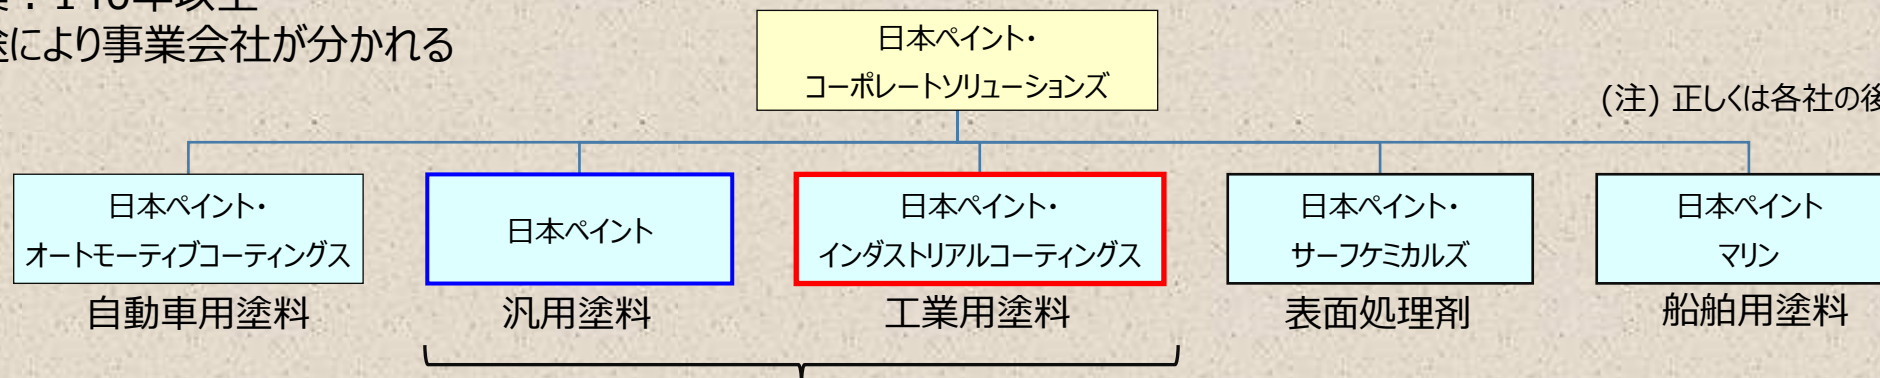 ：140年以上
により事業会社が分かれる
日本ペイント・
コーポレートソリューションズ
(注) 正しくは各社の後
日本ペイント・
オートモーティブコーティングス
自動車用塗料
日本ペイント
汎用塗料
日本ペイント・
インダストリアルコーティングス
工業用塗料
日本ペイント・
サーフケミカルズ
表面処理剤
日本ペイント
マリン
船舶用塗料